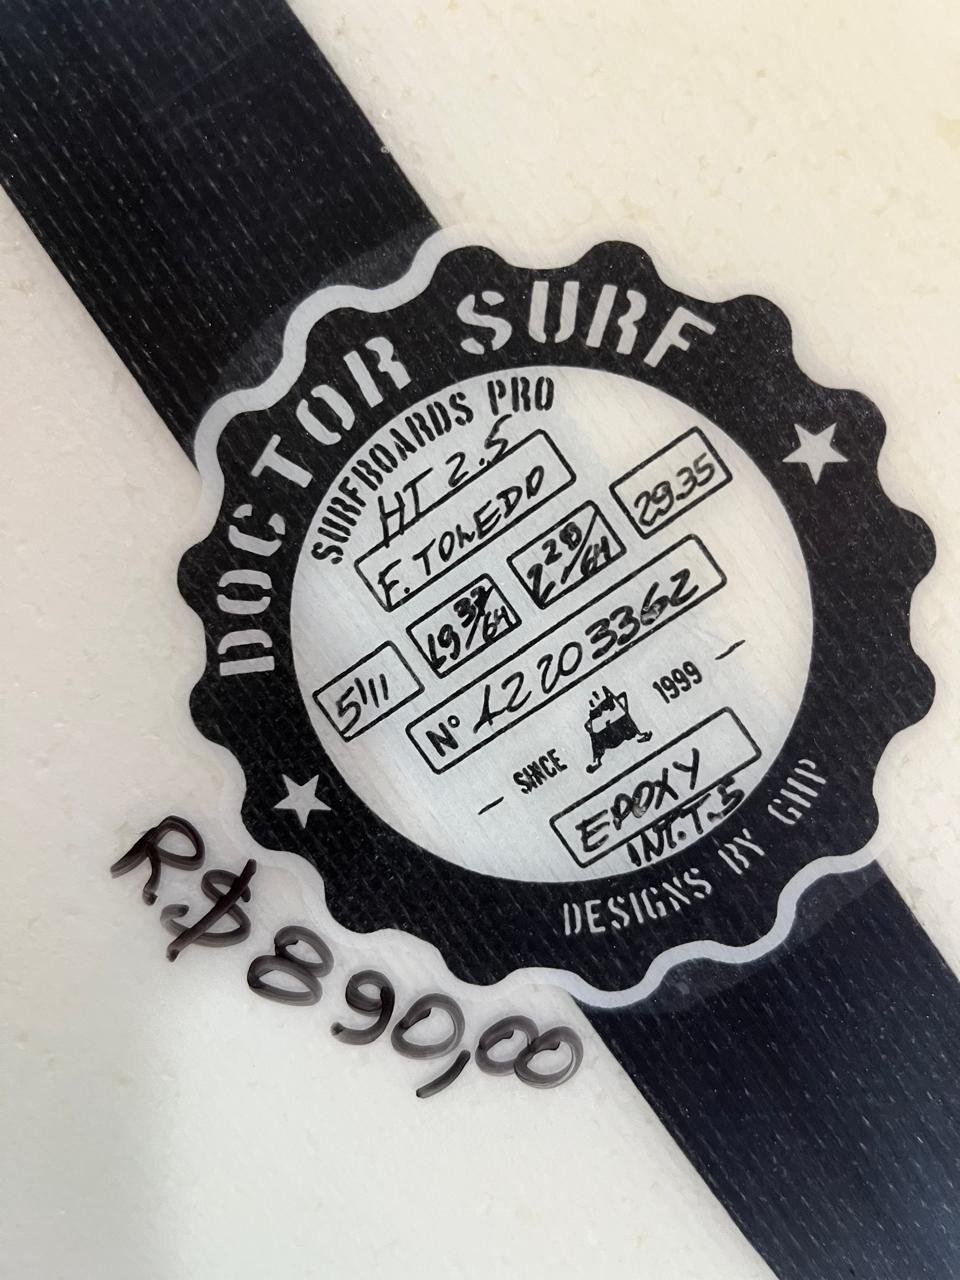 DOCTOR SURF
SURFBOARDS PRO
HT 2.5
F. TOLEDO
5'11 19 37/64 2 28/64 29.35
Nº 12203362
SINCE 1999
EPOXY
INT.T.5
DESIGNS BY GHP
R$ 890,00